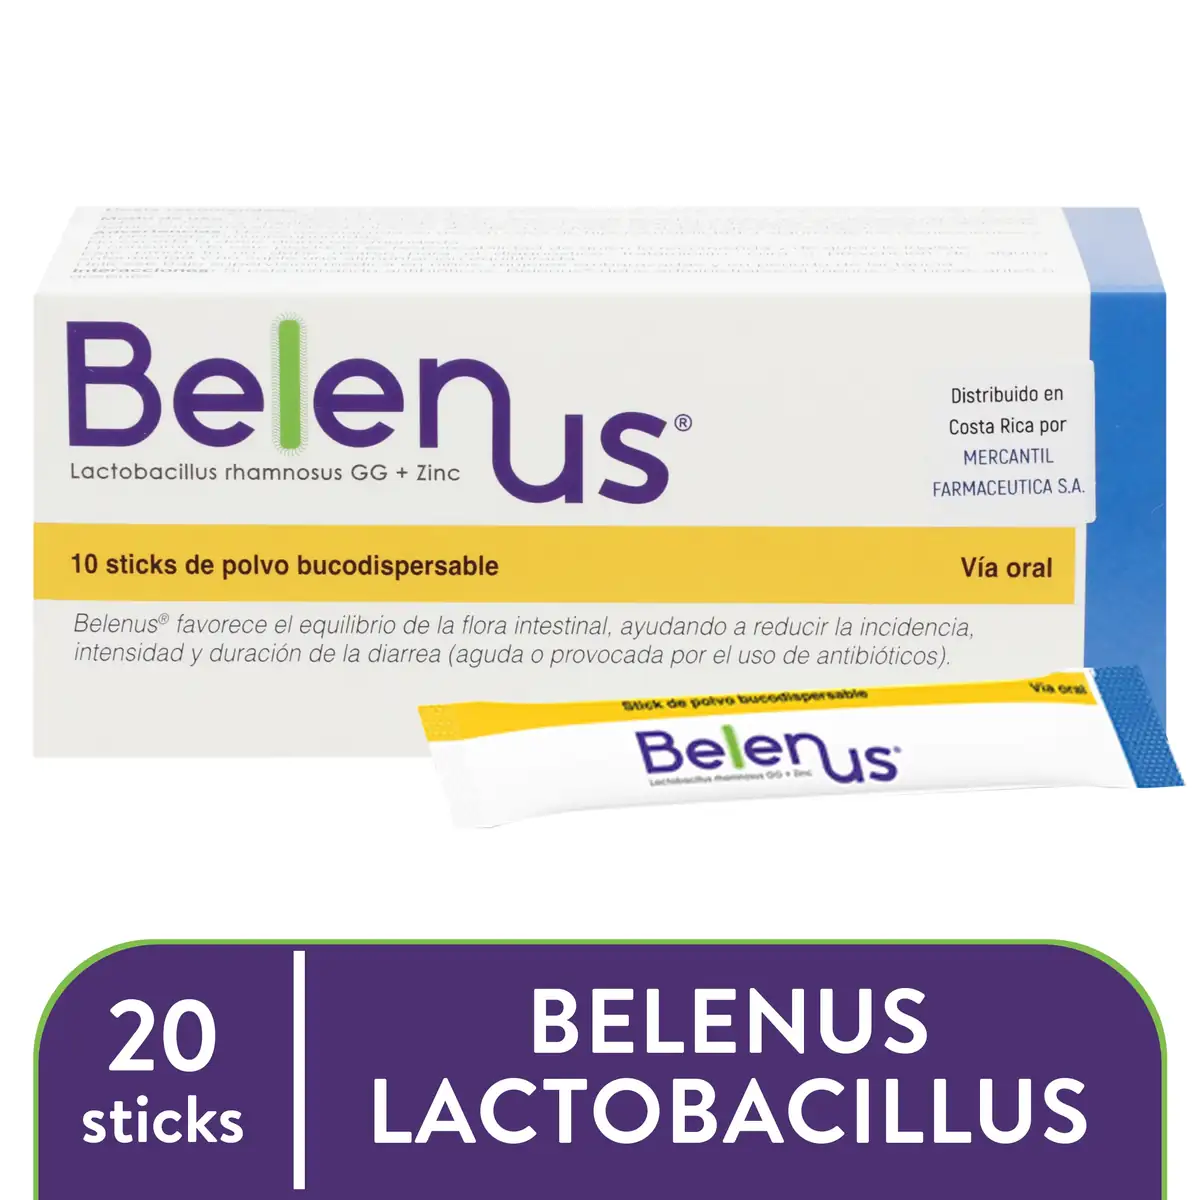 Interacciones
Belenus®
Lactobacillus rhamnosus GG + Zinc
Distribuido en
Costa Rica por
MERCANTIL
FARMACEUTICA S.A.
10 sticks de polvo bucodispersable
Vía oral
Belenus® favorece el equilibrio de la flora intestinal, ayudando a reducir la incidencia,
intensidad y duración de la diarrea (aguda o provocada por el uso de antibióticos).
Stick de polvo bucodispersable
Vía oral
Belenus®
Lactobacillus rhamnosus GG + Zinc
20
sticks
BELENUS
LACTOBACILLUS